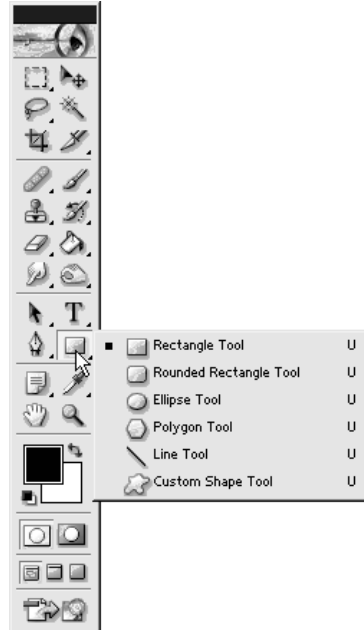 Rectangle Tool U
Rounded Rectangle Tool U
Ellipse Tool U
Polygon Tool U
Line Tool U
Custom Shape Tool U